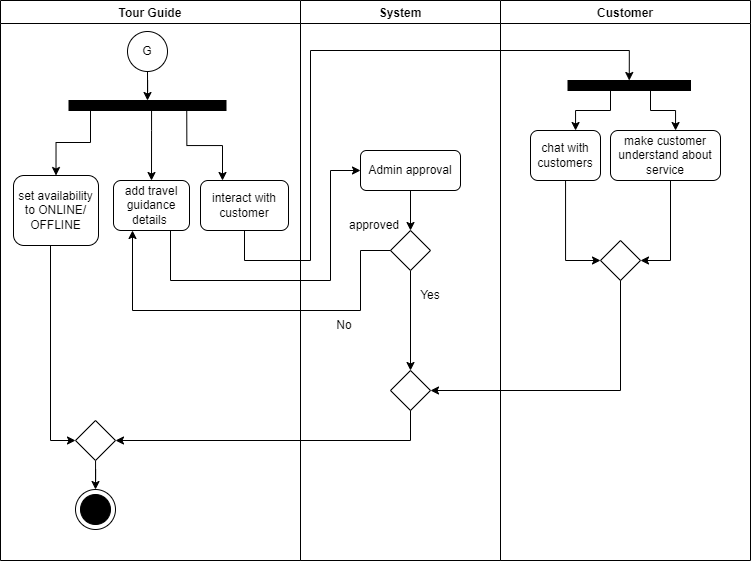 Tour Guide
System
Customer
G
set availability
to ONLINE/
OFFLINE
add travel
guidance
details
interact with
customer
Admin approval
approved
Yes
No
chat with
customers
make customer
understand about
service